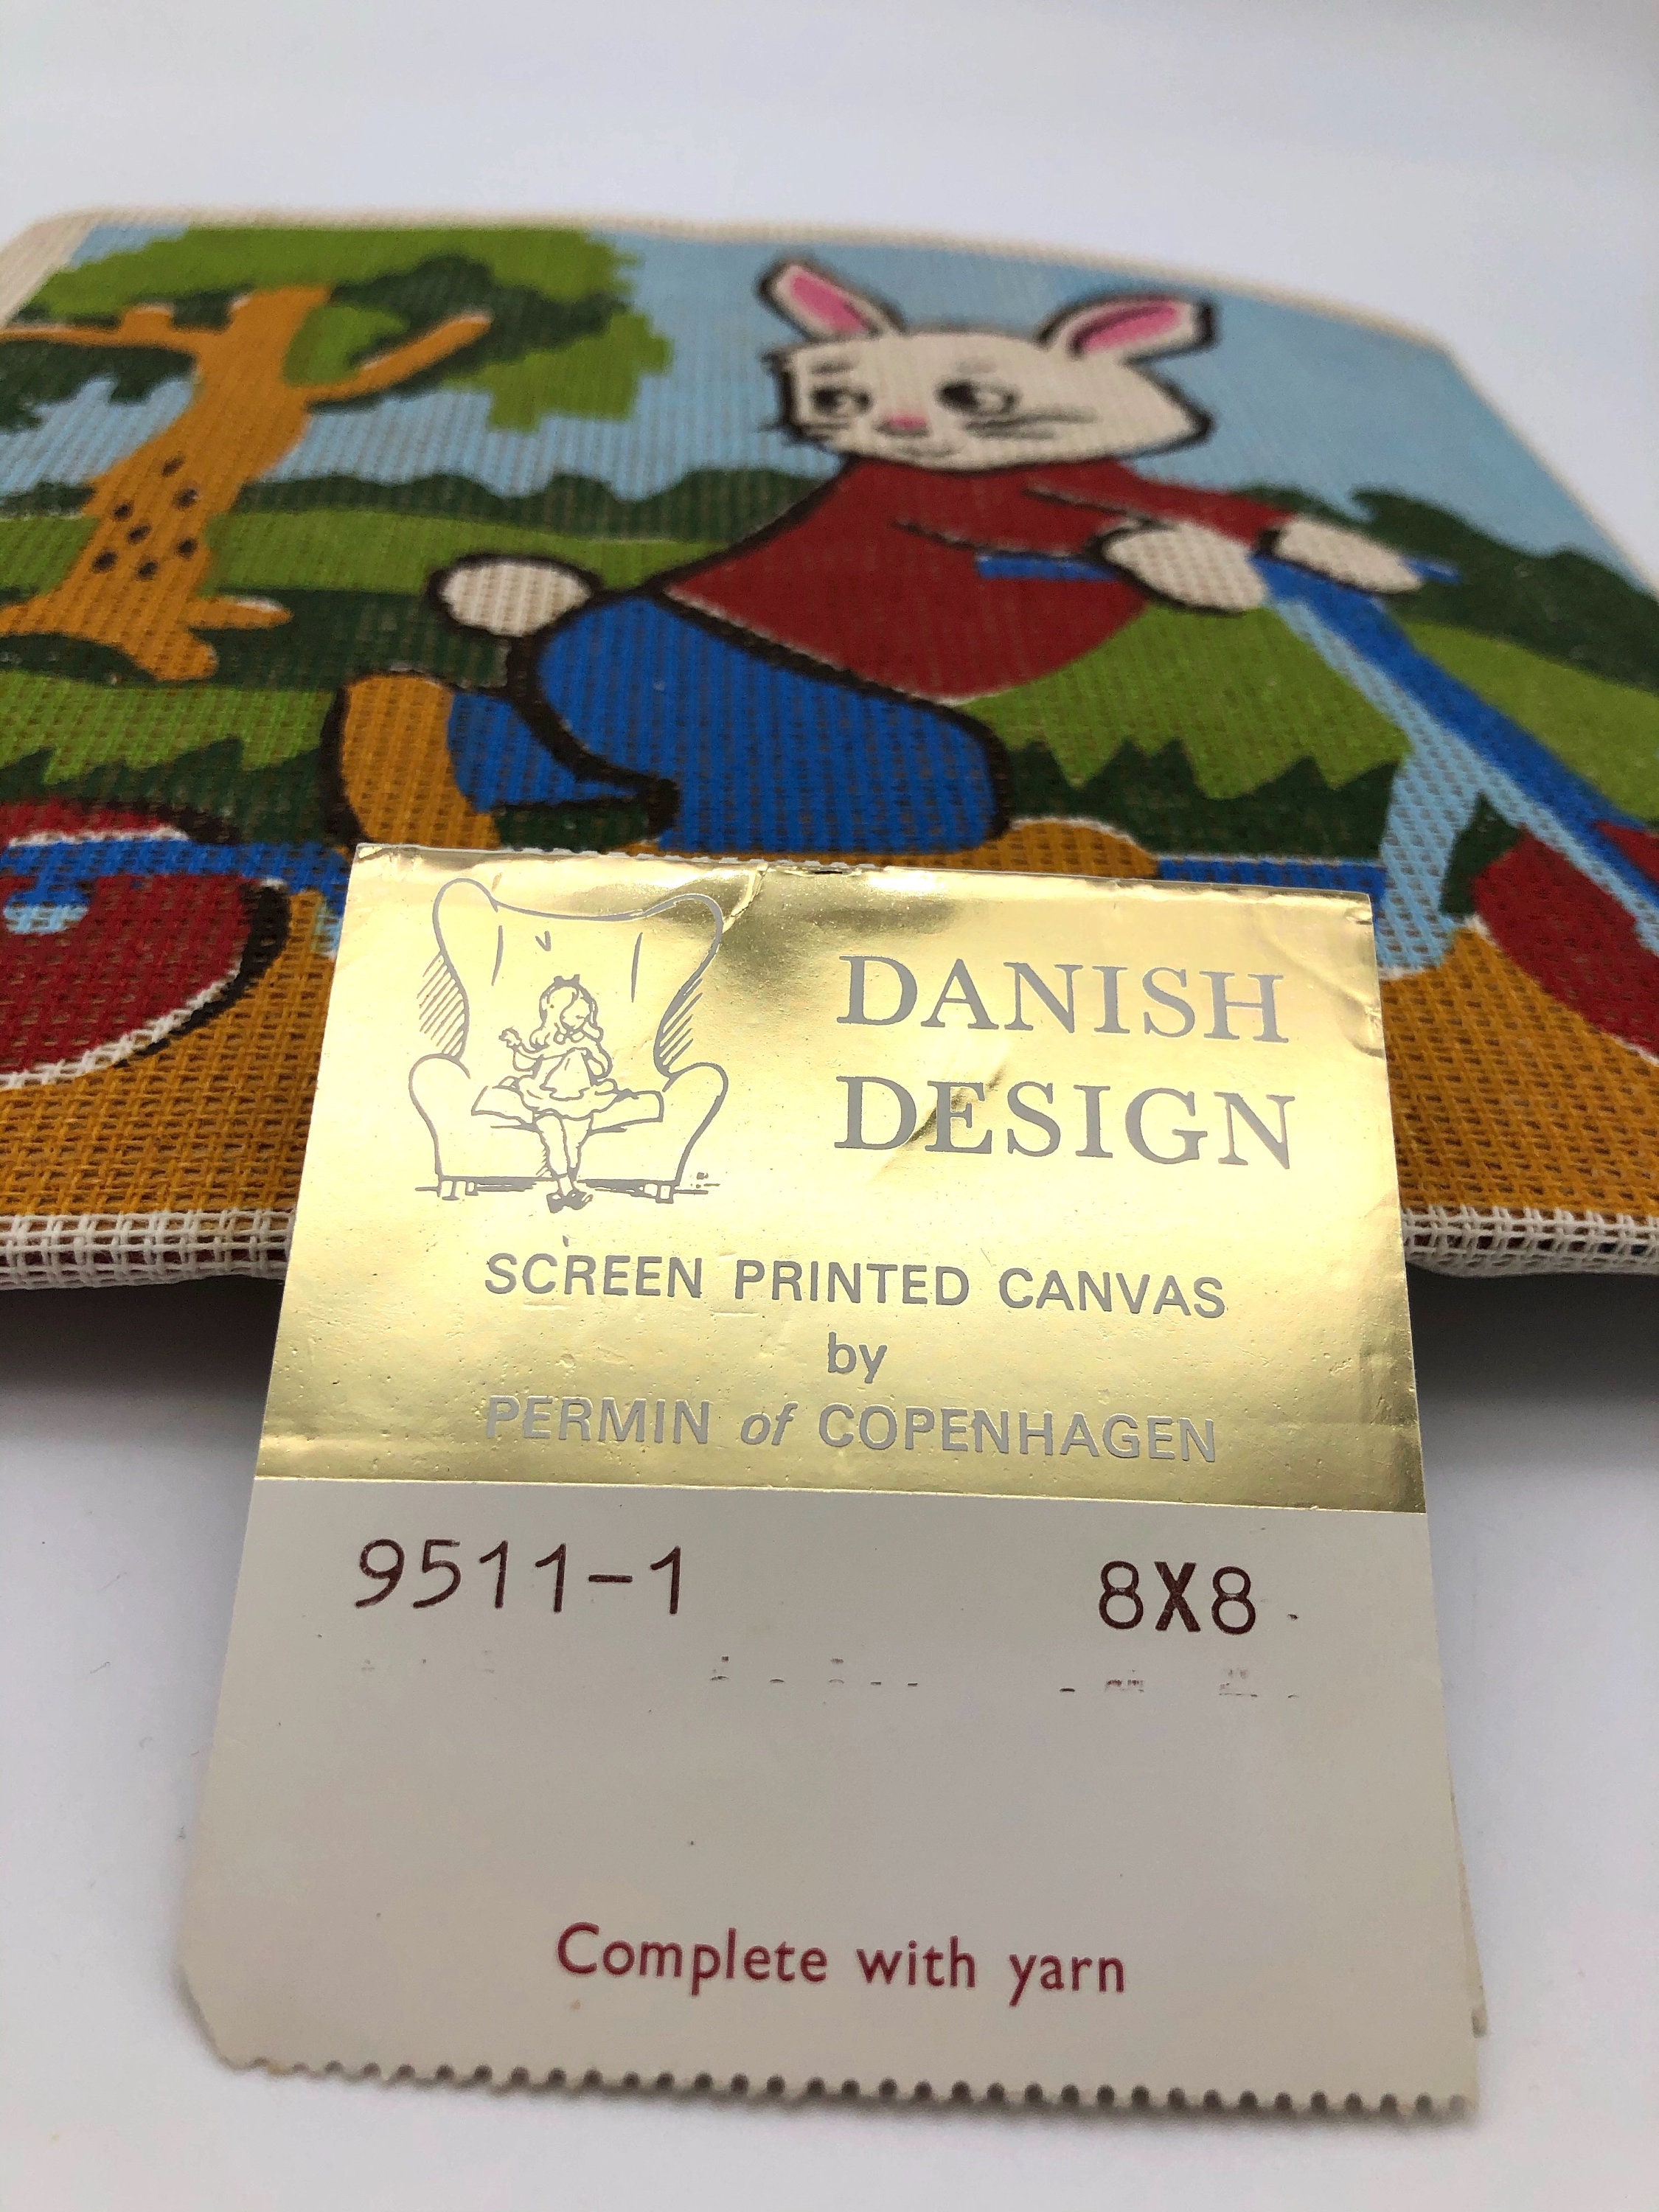 DANISH
DESIGN
SCREEN PRINTED CANVAS
by
PERMIN of COPENHAGEN
9511-1 8X8
Complete with yarn